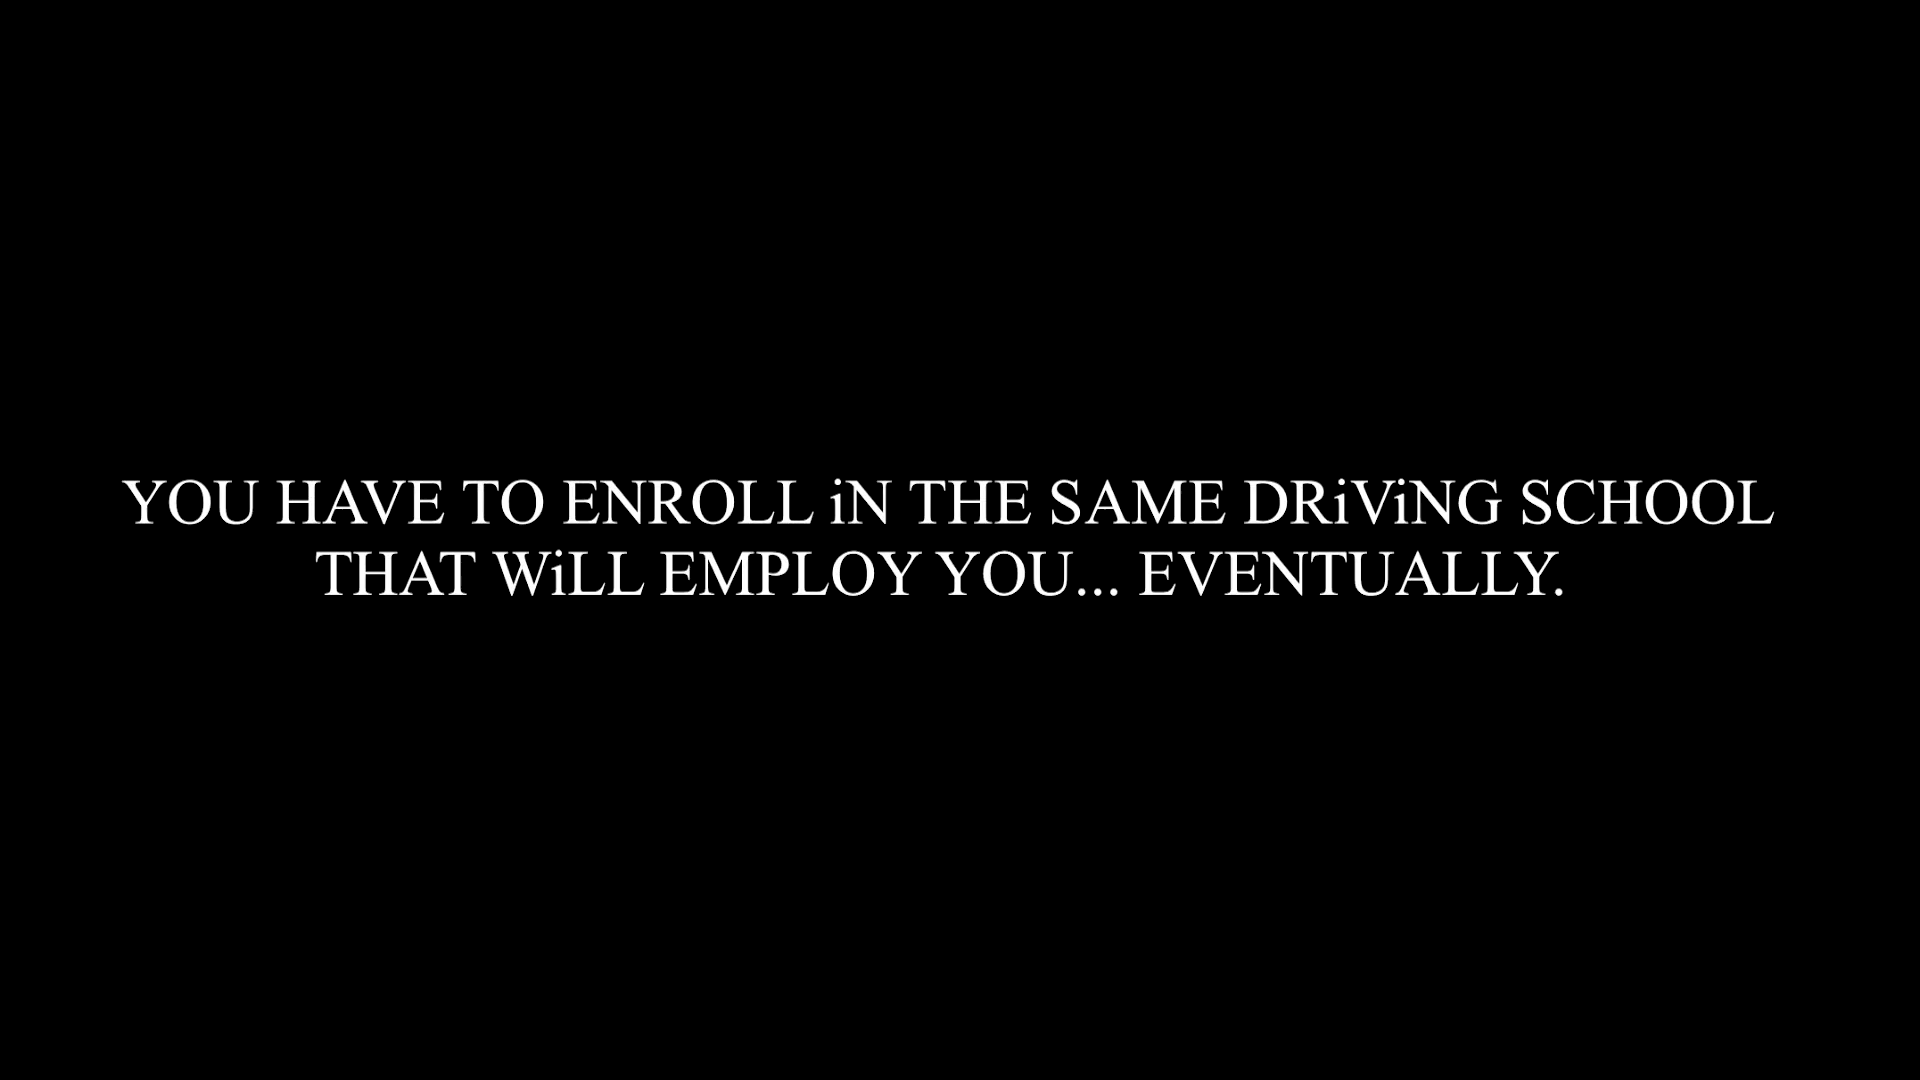 YOU HAVE TO ENROLL iN THE SAME DRiViNG SCHOOL
THAT WiLL EMPLOY YOU... EVENTUALLY.